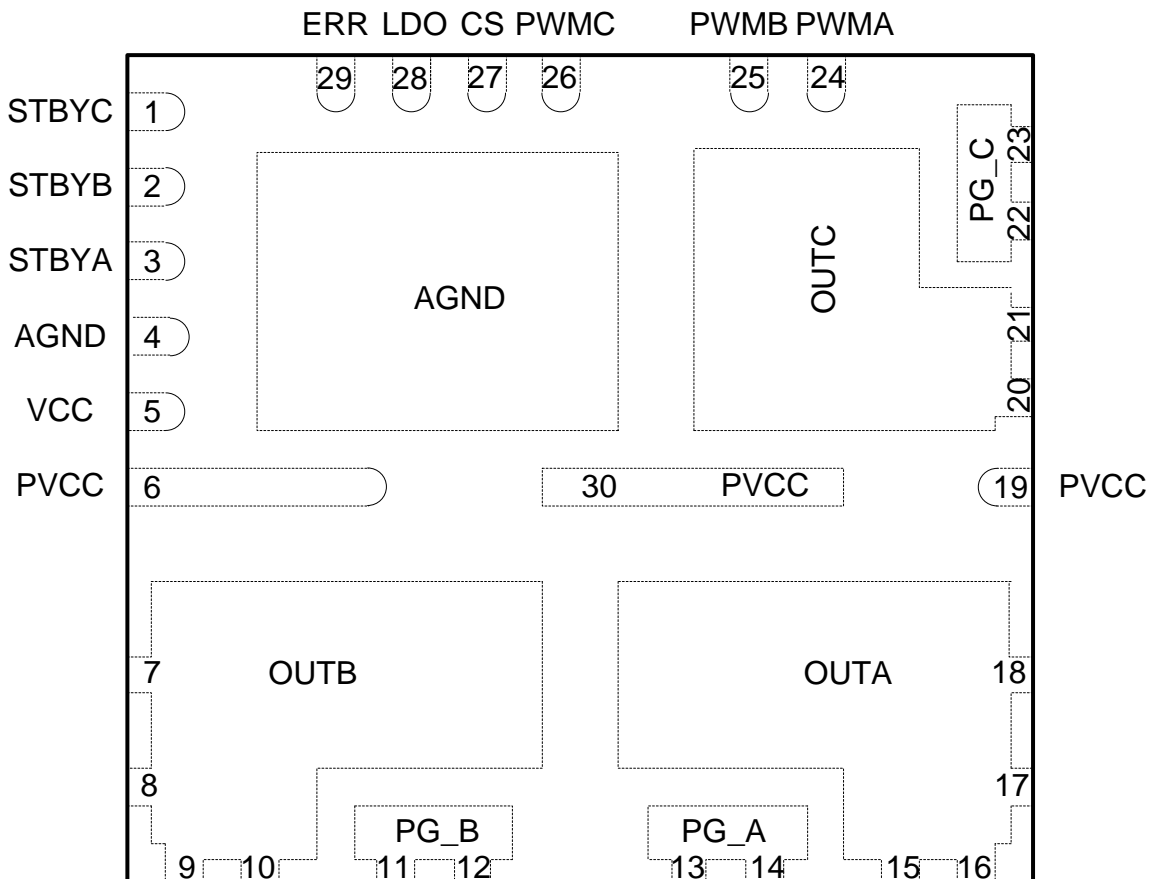 ERR LDO CS PWMC PWMB PWMA
29 28 27 26 25 24
STBYC 1
23
PG_C
STBYB 2
22
STBYA 3
OUTC
AGND
AGND 4
21
20
VCC 5
PVCC 6 30 PVCC 19 PVCC
7 OUTB OUTA 18
8 17
PG_B PG_A
9 10 11 12 13 14 15 16